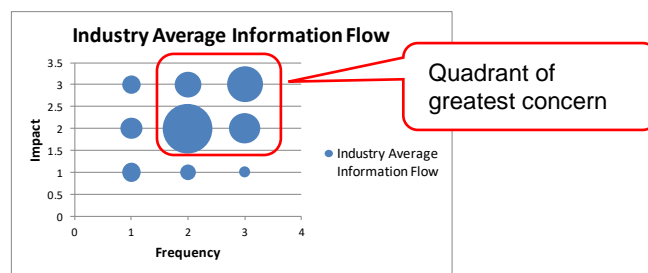 Industry Average Information Flow
Quadrant of
greatest concern
3.5
3
2.5
2
1.5
1
0.5
0
Impact
0 1 2 3 4
Frequency
Industry Average
Information Flow